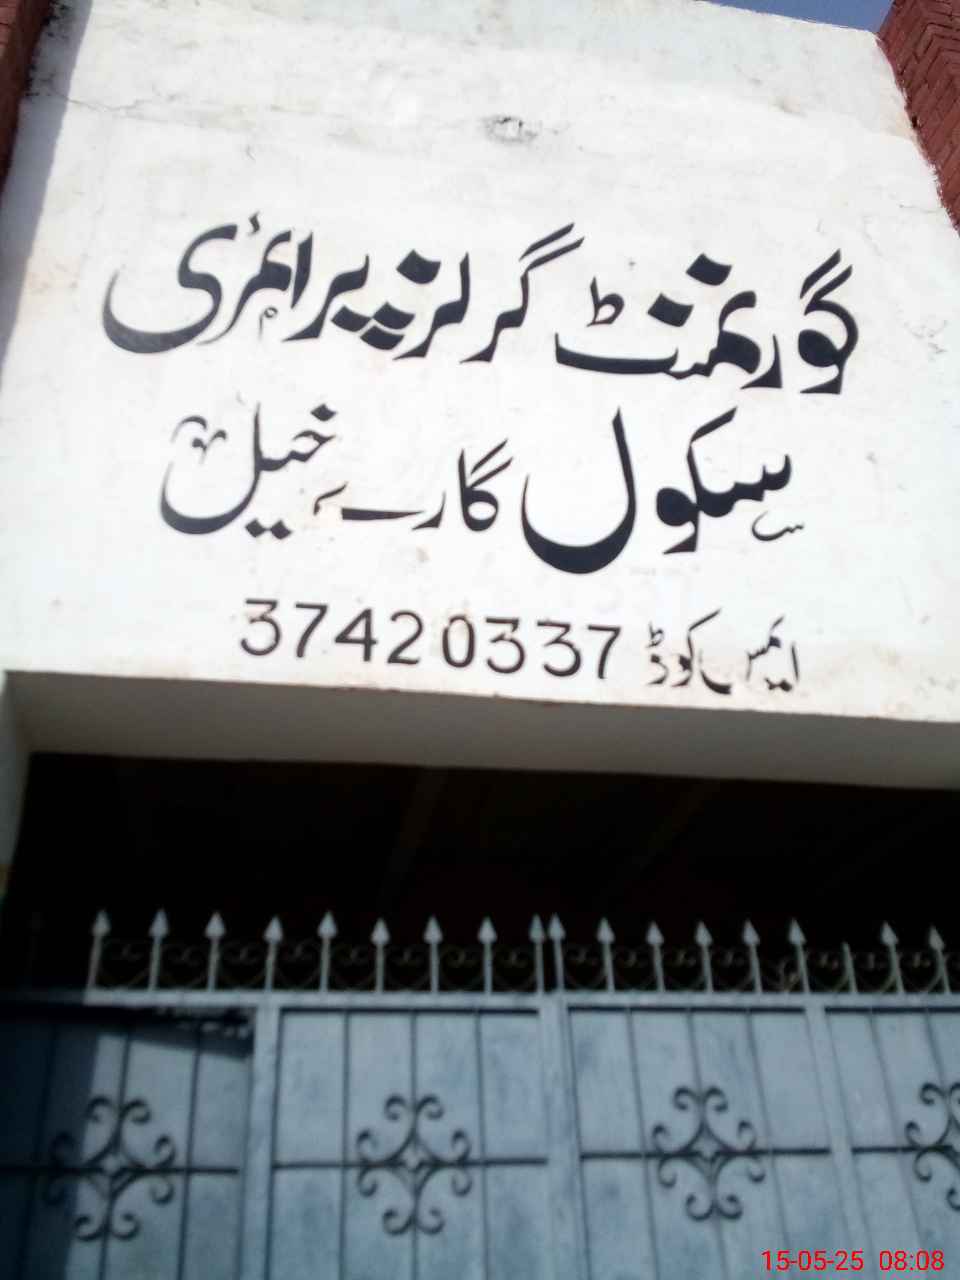 گورنمنٹ گرلز پرائمری
سکول گارے خیل
ایمس کوڈ 37420337
15-05-25 08:08